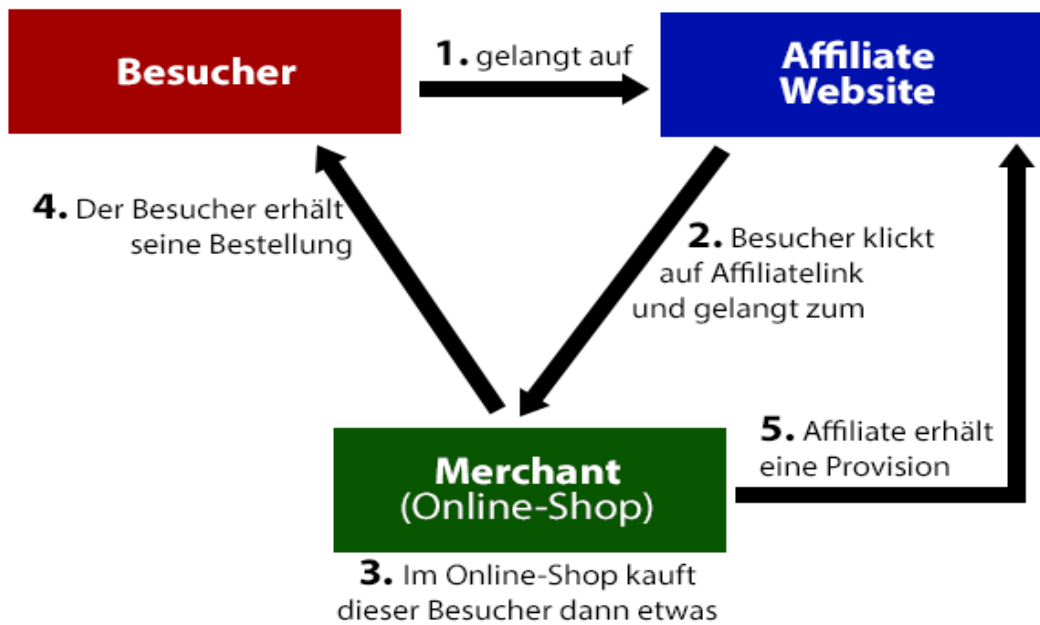 Besucher
1. gelangt auf
Affiliate
Website
4. Der Besucher erhält
seine Bestellung
2. Besucher klickt
auf Affiliatelink
und gelangt zum
Merchant
(Online-Shop)
5. Affiliate erhält
eine Provision
3. Im Online-Shop kauft
dieser Besucher dann etwas